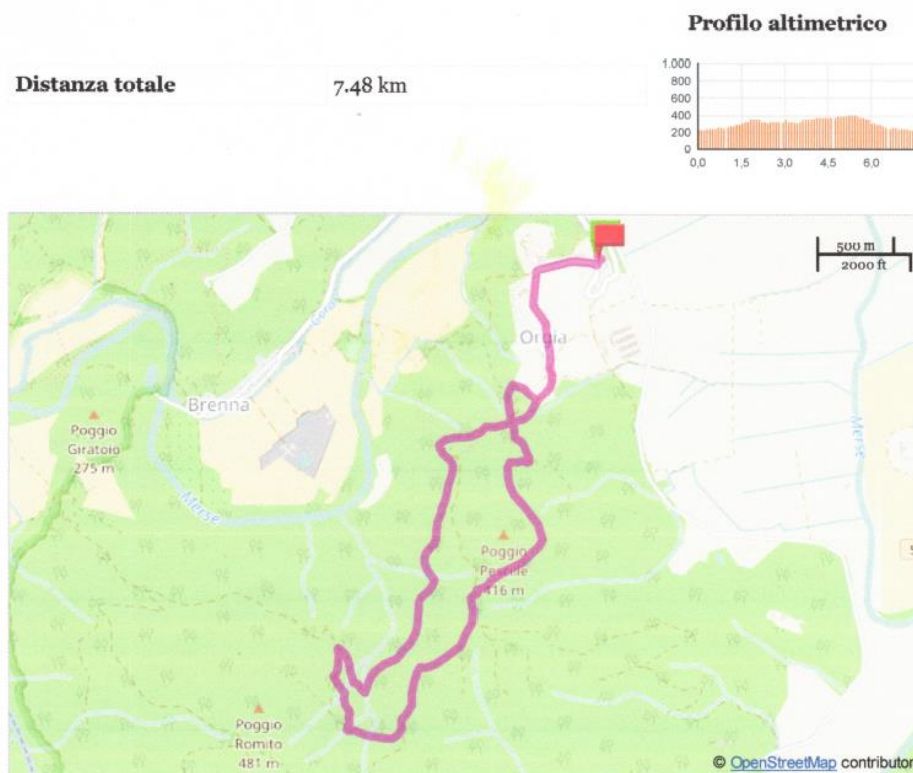 Profilo altimetrico
Distanza totale 7.48 km
1.000
800
600
400
200
0
0,0 1,5 3,0 4,5 6,0
500 m
2000 ft
Gora
Orgia
Brenna
Poggio
Giratoio
275 m
Merse
Merse
Poggio
Pescille
416 m
S
Poggio
Romito
481 m
© OpenStreetMap contributor